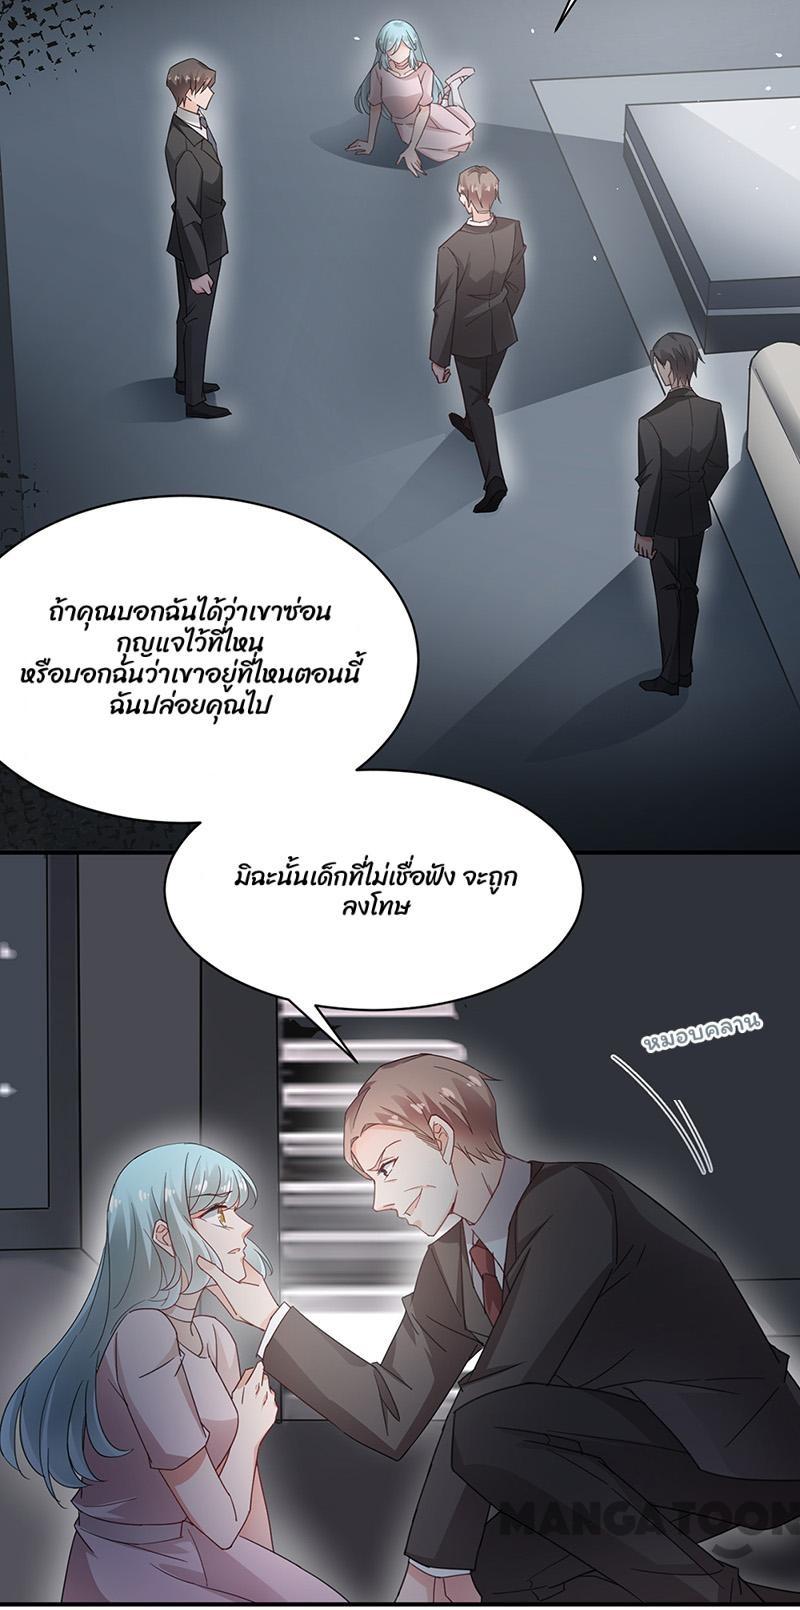 ถ้าคุณบอกฉันได้ว่าเขาซ่อน
กุญแจไว้ที่ไหน
หรือบอกฉันว่าเขาอยู่ที่ไหนตอนนี้
ฉันปล่อยคุณไป
มิฉะนั้นเด็กที่ไม่เชื่อฟัง จะถูก
ลงโทษ
หมอบคลาน
MANGATOON